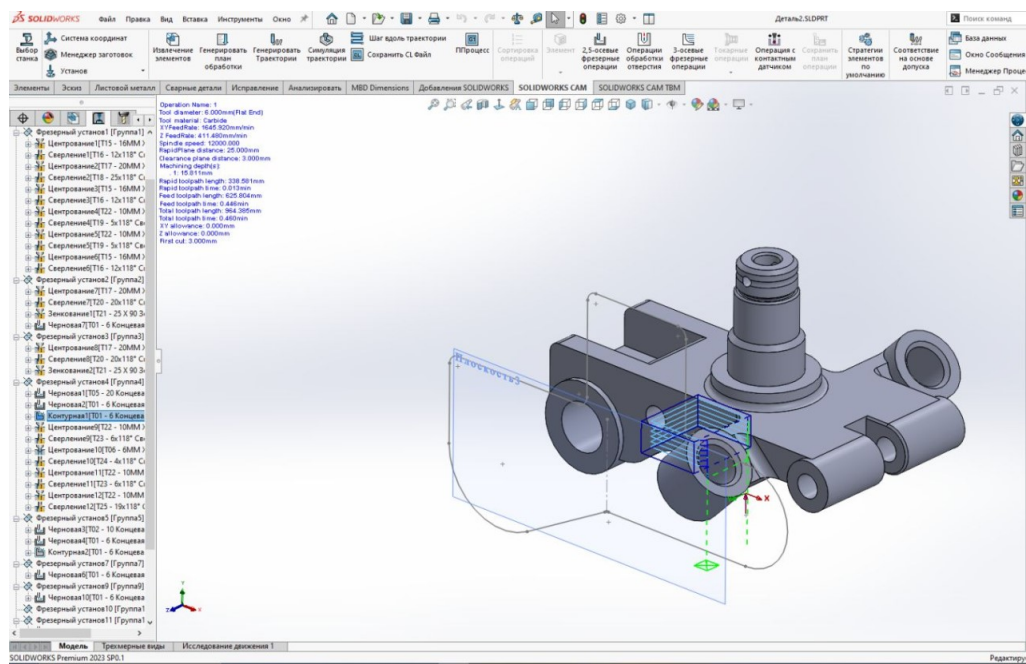 SOLIDWORKS Файл Правка Вид Вставка Инструменты Окно
Деталь2.SLDPRT
Поиск команд
Выбор станка
Система координат
Менеджер заготовок
Установ
Извлечение элементов
Генерировать план обработки
Генерировать Траектории
Симуляция траектории
Шаг вдоль траектории
Сохранить CL Файл
ППроцесс
Сортировка операций
Элемент
2,5-осевые фрезерные операции
Операции обработки отверстия
3-осевые фрезерные операции
Токарные операции
Операция с контактным датчиком
Сохранить план операции
Стратегии элементов по умолчанию
Соответствие на основе допуска
База данных
Окно Сообщения
Менеджер Проце
Элементы Эскиз Листовой металл Сварные детали Исправление Анализировать MBD Dimensions Добавления SOLIDWORKS SOLIDWORKS CAM SOLIDWORKS CAM TBM
Operation Name: 1
Tool diameter: 6.000mm(Flat End)
Tool material: Carbide
XYFeedRate: 1645.920mm/min
Z FeedRate: 411.480mm/min
Spindle speed: 12000.000
RapidPlane distance: 25.000mm
Clearance plane distance: 3.000mm
Machining depth(s):
. 1: 15.011mm
Rapid toolpath length: 338.581mm
Rapid toolpath time: 0.013min
Feed toolpath length: 625.804mm
Feed toolpath time: 0.446min
Total toolpath length: 964.385mm
Total toolpath time: 0.460min
XY allowance: 0.000mm
Z allowance: 0.000mm
First cut: 3.000mm
Фрезерный установ1 [Группа1]
Центрование1[T15 - 16MM
Сверление1[T16 - 12x118°
Центрование2[T17 - 20MM
Сверление2[T18 - 25x118°
Центрование3[T15 - 16MM
Сверление3[T16 - 12x118°
Центрование4[T22 - 10MM
Сверление4[T19 - 5x118°
Центрование5[T22 - 10MM
Сверление5[T19 - 5x118°
Центрование6[T15 - 16MM
Сверление6[T16 - 12x118°
Фрезерный установ2 [Группа2]
Центрование7[T17 - 20MM
Сверление7[T20 - 20x118°
Зенкование1[T21 - 25 X 90
Черновая7[T01 - 6 Концевая
Фрезерный установ3 [Группа3]
Центрование8[T17 - 20MM
Сверление8[T20 - 20x118°
Зенкование2[T21 - 25 X 90
Фрезерный установ4 [Группа4]
Черновая1[T05 - 20 Концева
Черновая2[T01 - 6 Концевая
Контурная1[T01 - 6 Концева
Центрование9[T22 - 10MM
Сверление9[T23 - 6x118°
Центрование10[T06 - 6MM
Сверление10[T24 - 4x118°
Центрование11[T22 - 10MM
Сверление11[T23 - 6x118°
Центрование12[T22 - 10MM
Сверление12[T25 - 19x118°
Фрезерный установ5 [Группа5]
Черновая3[T02 - 10 Концева
Черновая4[T01 - 6 Концевая
Контурная2[T01 - 6 Концева
Фрезерный установ7 [Группа7]
Черновая6[T01 - 6 Концевая
Фрезерный установ9 [Группа9]
Черновая10[T01 - 6 Концева
Фрезерный установ10 [Группа1
Фрезерный установ11 [Группа1
Плоскость3
X
Модель Трехмерные виды Исследование движения 1
SOLIDWORKS Premium 2023 SP0.1
Редактиру